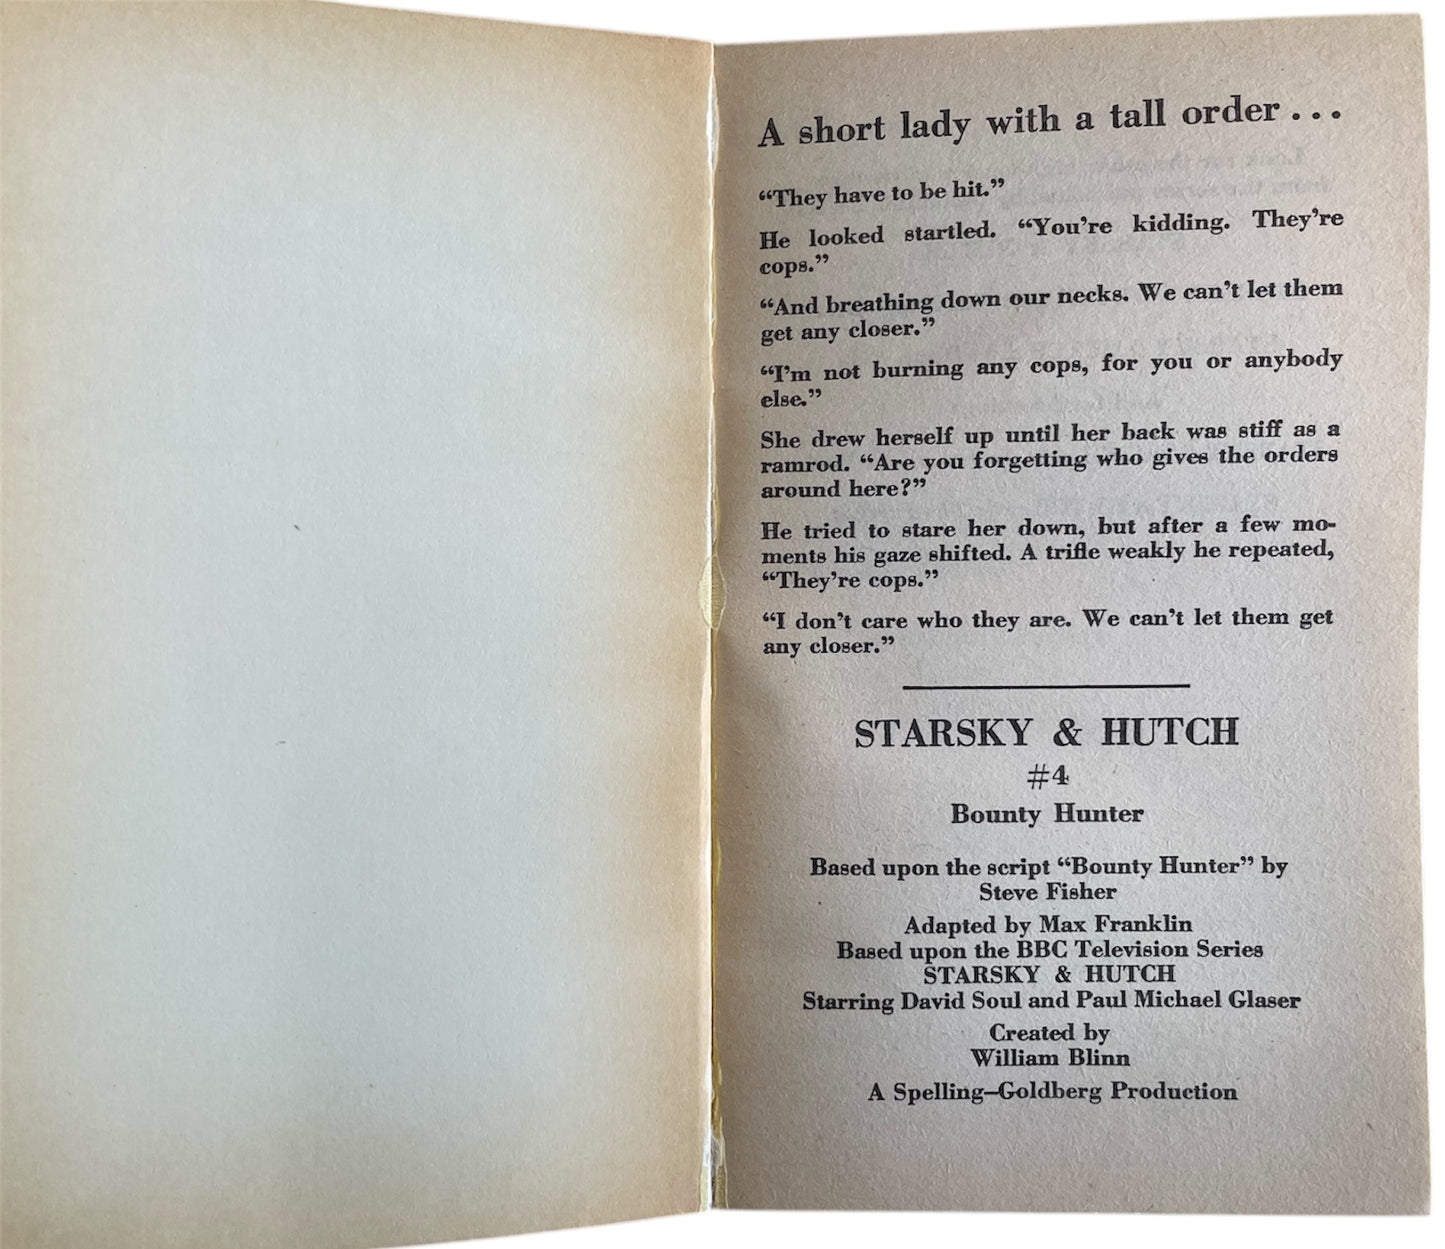 A short lady with a tall order...
“They have to be hit.”
He looked startled. “You’re kidding. They’re
cops.”
“And breathing down our necks. We can’t let them
get any closer.”
“I’m not burning any cops, for you or anybody
else.”
She drew herself up until her back was stiff as a
ramrod. “Are you forgetting who gives the orders
around here?”
He tried to stare her down, but after a few mo-
ments his gaze shifted. A trifle weakly he repeated,
“They’re cops.”
“I don’t care who they are. We can’t let them get
any closer.”
STARSKY & HUTCH
#4
Bounty Hunter
Based upon the script “Bounty Hunter” by
Steve Fisher
Adapted by Max Franklin
Based upon the BBC Television Series
STARSKY & HUTCH
Starring David Soul and Paul Michael Glaser
Created by
William Blinn
A Spelling–Goldberg Production